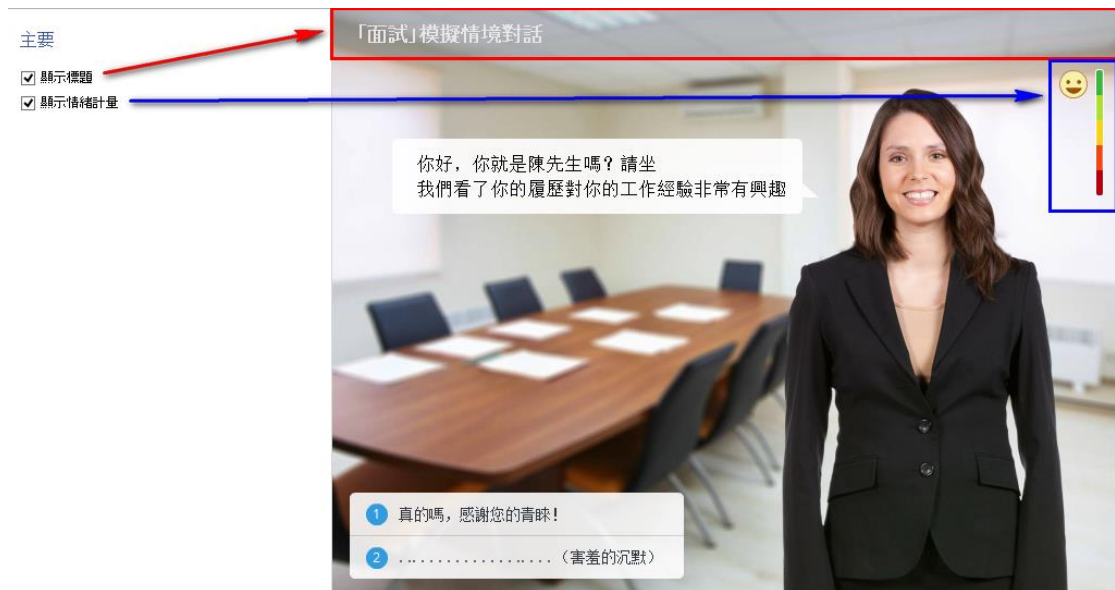 主要
顯示標題
顯示情緒計量
「面試」模擬情境對話
你好，你就是陳先生嗎？請坐
我們看了你的履歷對你的工作經驗非常有興趣
1 真的嗎，感謝您的青睞！
2 ...................（害羞的沉默）